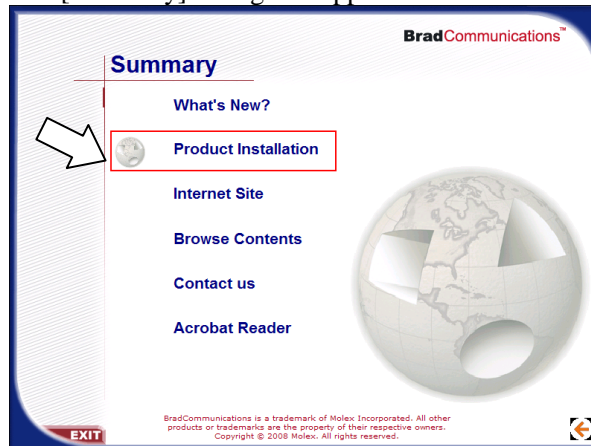 BradCommunications™
Summary
What's New?
Product Installation
Internet Site
Browse Contents
Contact us
Acrobat Reader
BradCommunications is a trademark of Molex Incorporated. All other
products or trademarks are the property of their respective owners.
Copyright © 2008 Molex. All rights reserved.
EXIT